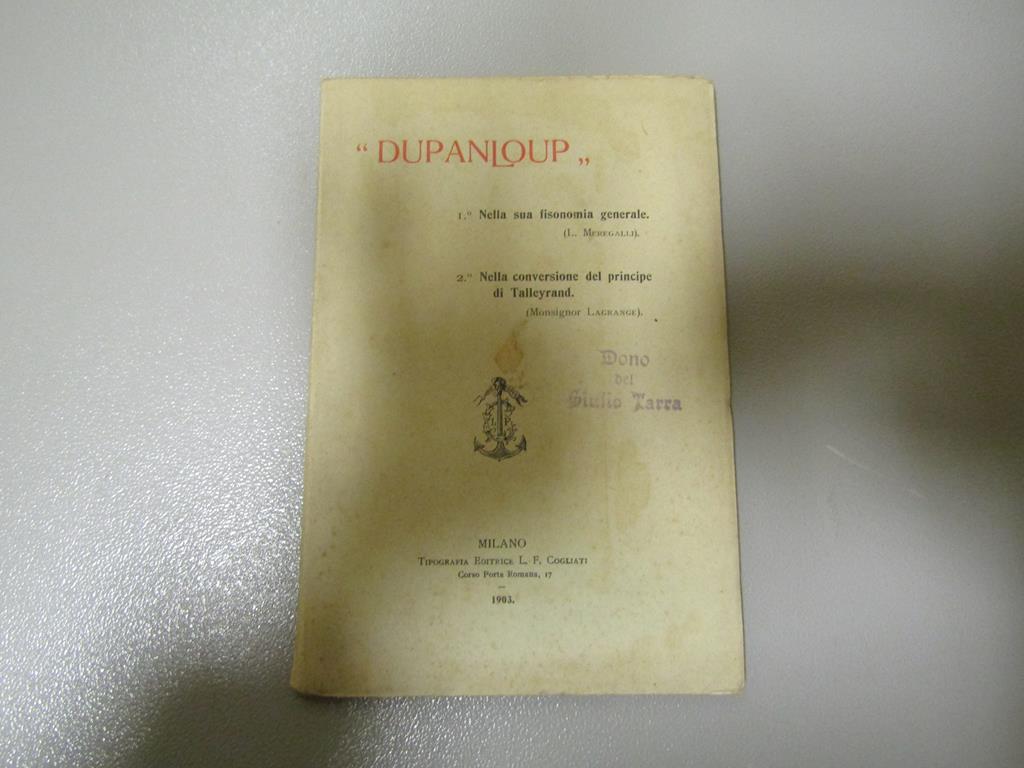 “ DUPANLOUP „
1.º Nella sua fisonomia generale.
(L. MEREGALLI).
2.º Nella conversione del principe
di Talleyrand.
(Monsignor LAGRANGE).
Dono
del
Giulio Tarra
MILANO
TIPOGRAFIA EDITRICE L. F. COGLIATI
Corso Porta Romana, 17
—
1903.